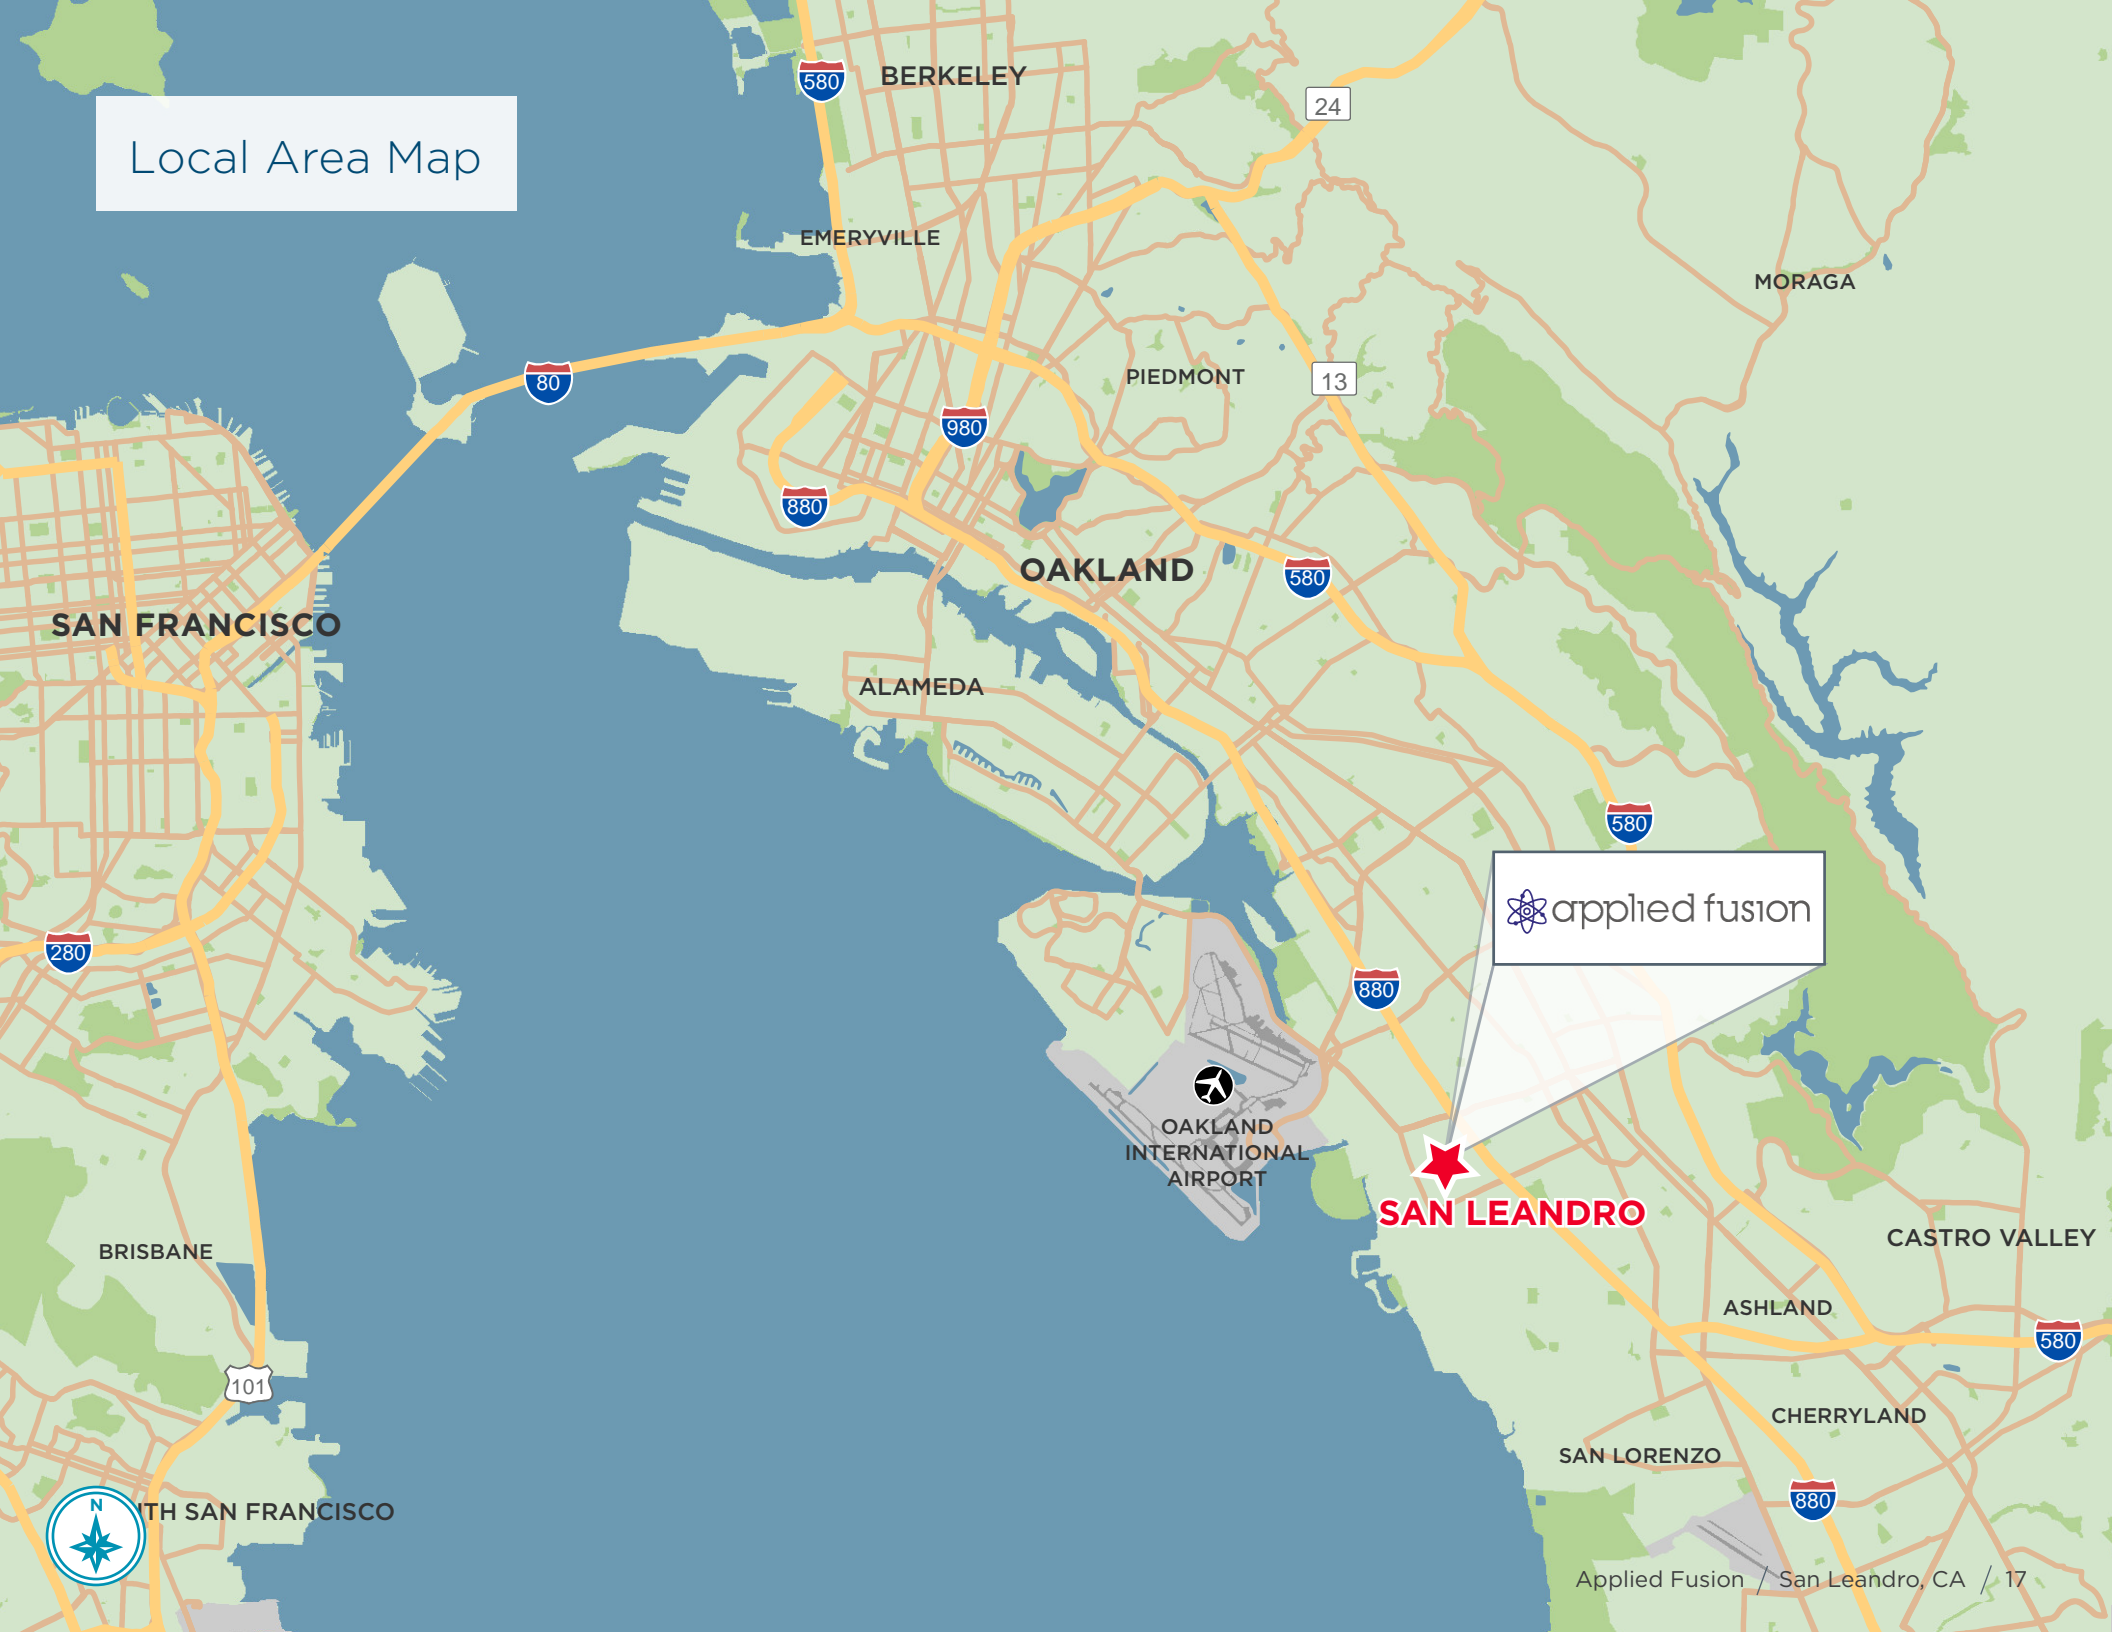 580
BERKELEY
24
Local Area Map
EMERYVILLE
MORAGA
80
PIEDMONT
13
980
880
OAKLAND
580
SAN FRANCISCO
ALAMEDA
580
applied fusion
280
880
OAKLAND
INTERNATIONAL
AIRPORT
SAN LEANDRO
CASTRO VALLEY
BRISBANE
ASHLAND
580
101
CHERRYLAND
SAN LORENZO
880
N
TH SAN FRANCISCO
Applied Fusion / San Leandro, CA / 17